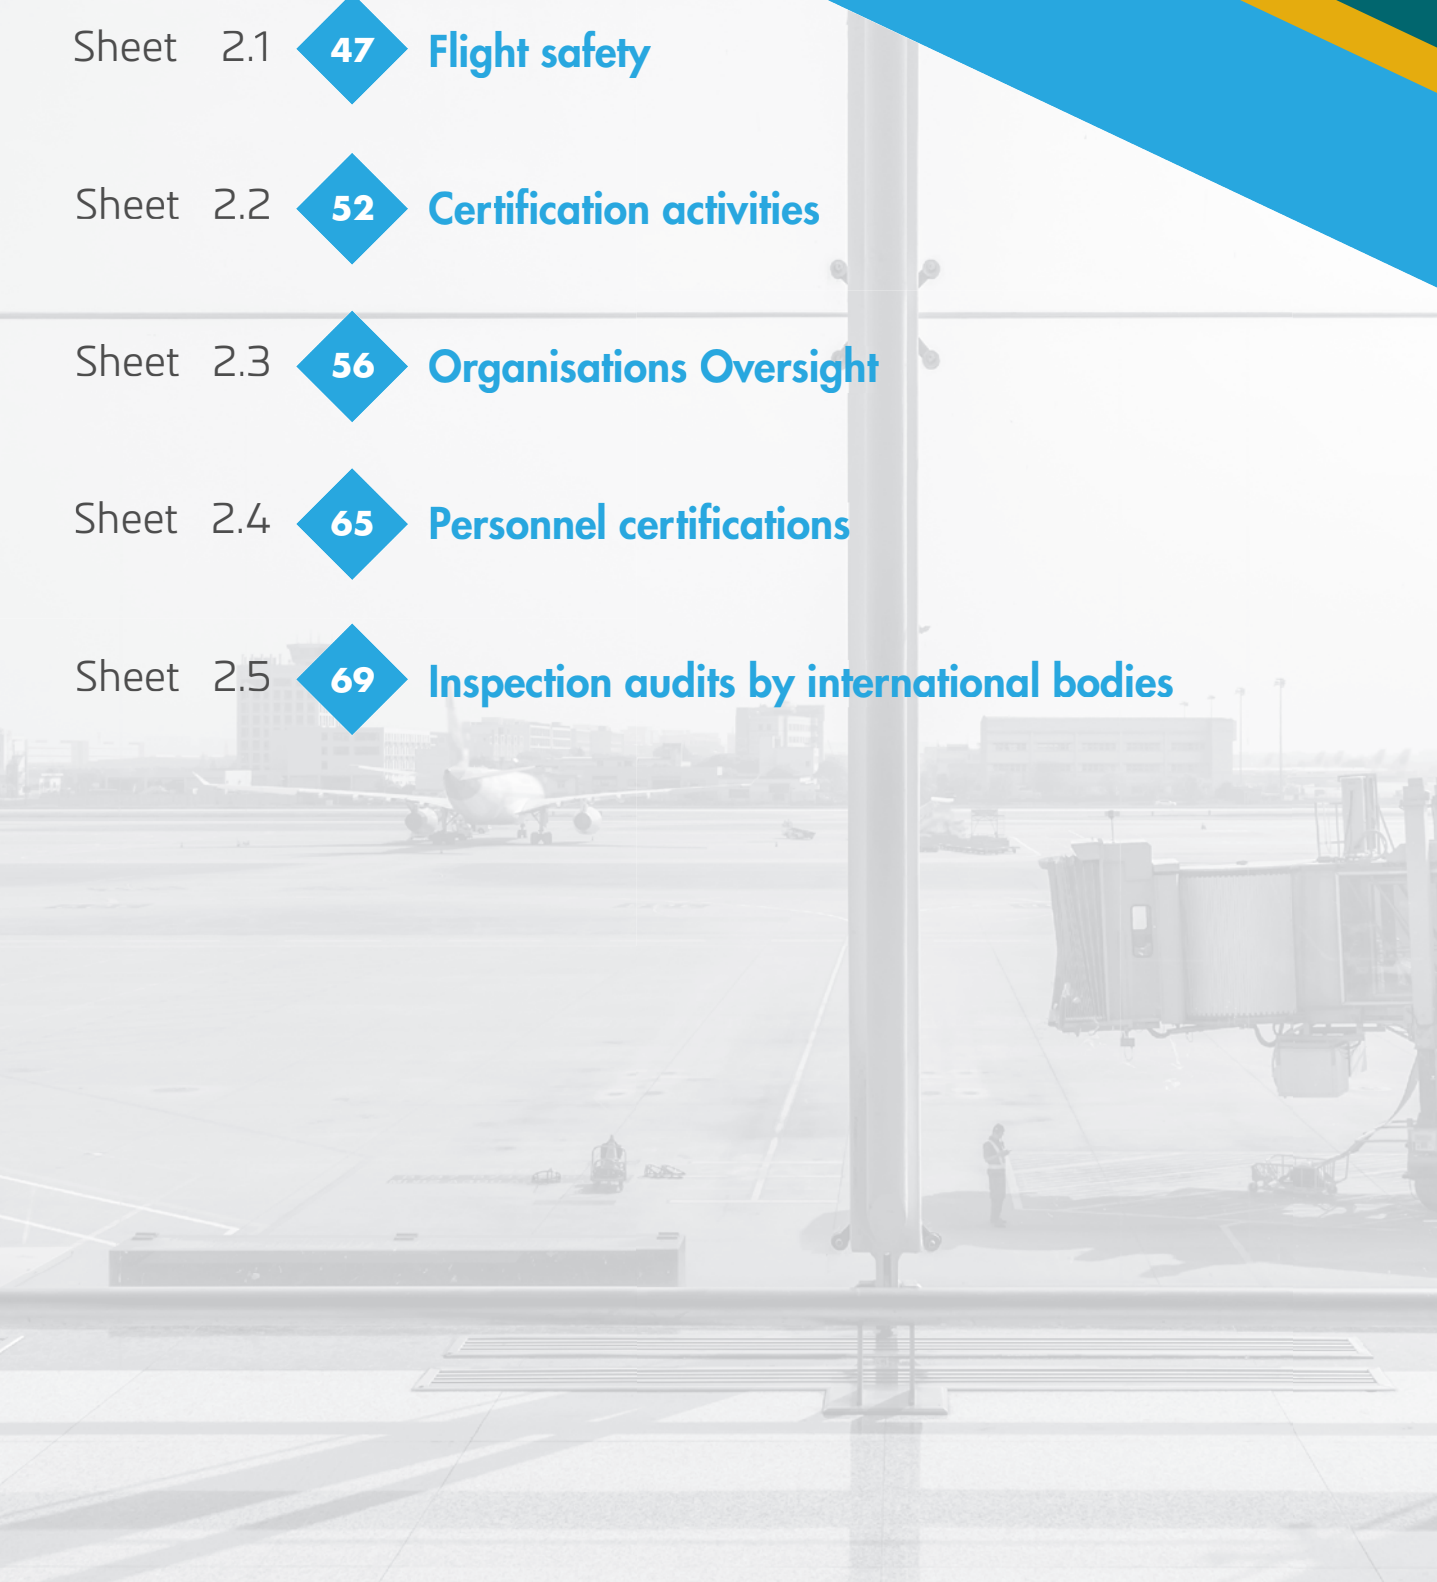 Sheet 2.1 47 Flight safety
Sheet 2.2 52 Certification activities
Sheet 2.3 56 Organisations Oversight
Sheet 2.4 65 Personnel certifications
Sheet 2.5 69 Inspection audits by international bodies